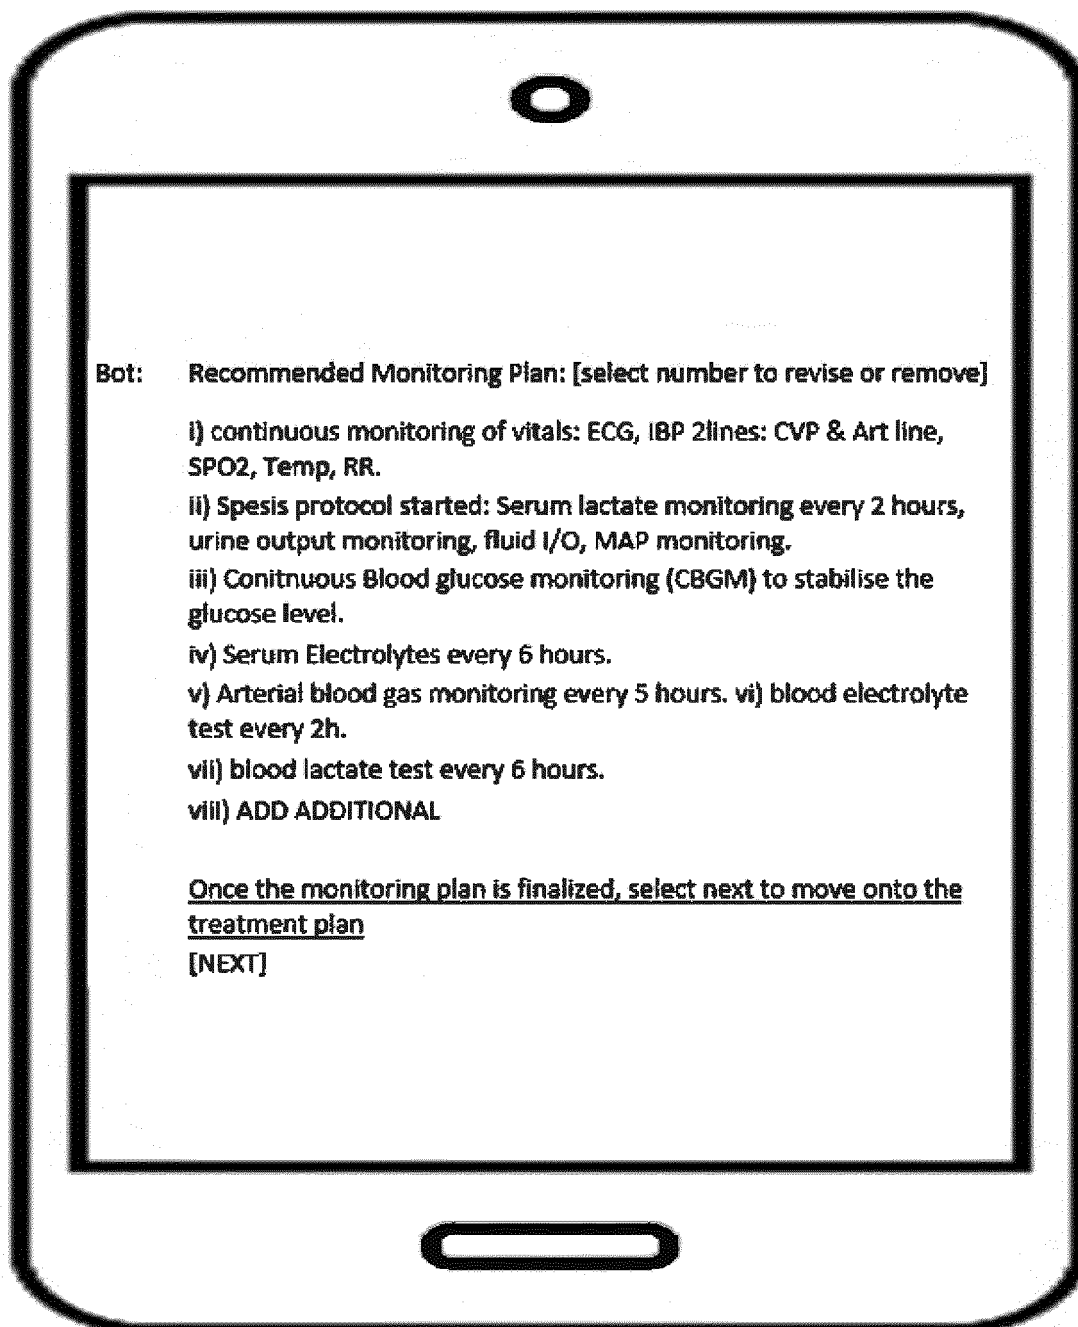 Bot: Recommended Monitoring Plan: [select number to revise or remove]
i) continuous monitoring of vitals: ECG, IBP 2lines: CVP & Art line,
SPO2, Temp, RR.
ii) Spesis protocol started: Serum lactate monitoring every 2 hours,
urine output monitoring, fluid I/O, MAP monitoring.
iii) Conitnuous Blood glucose monitoring (CBGM) to stabilise the
glucose level.
iv) Serum Electrolytes every 6 hours.
v) Arterial blood gas monitoring every 5 hours. vi) blood electrolyte
test every 2h.
vii) blood lactate test every 6 hours.
viii) ADD ADDITIONAL
Once the monitoring plan is finalized, select next to move onto the
treatment plan
[NEXT]